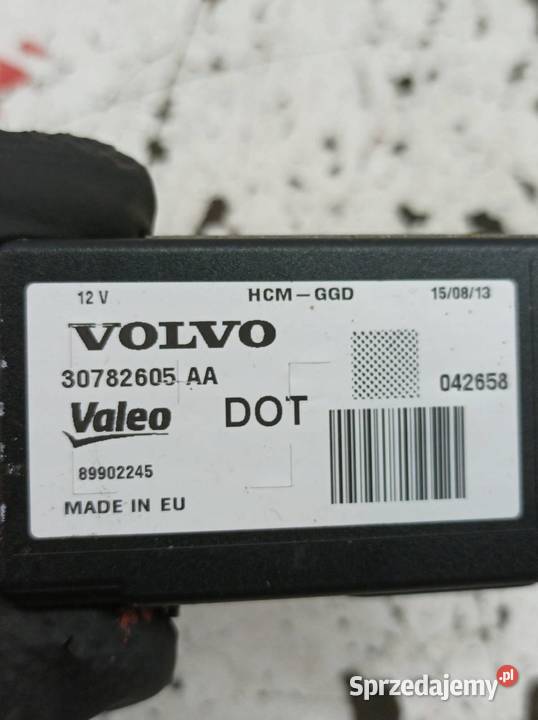 12 V HCM-GGD 15/08/13
VOLVO
30782605 AA
042658
Valeo DOT
89902245
MADE IN EU
Sprzedajemy.pl